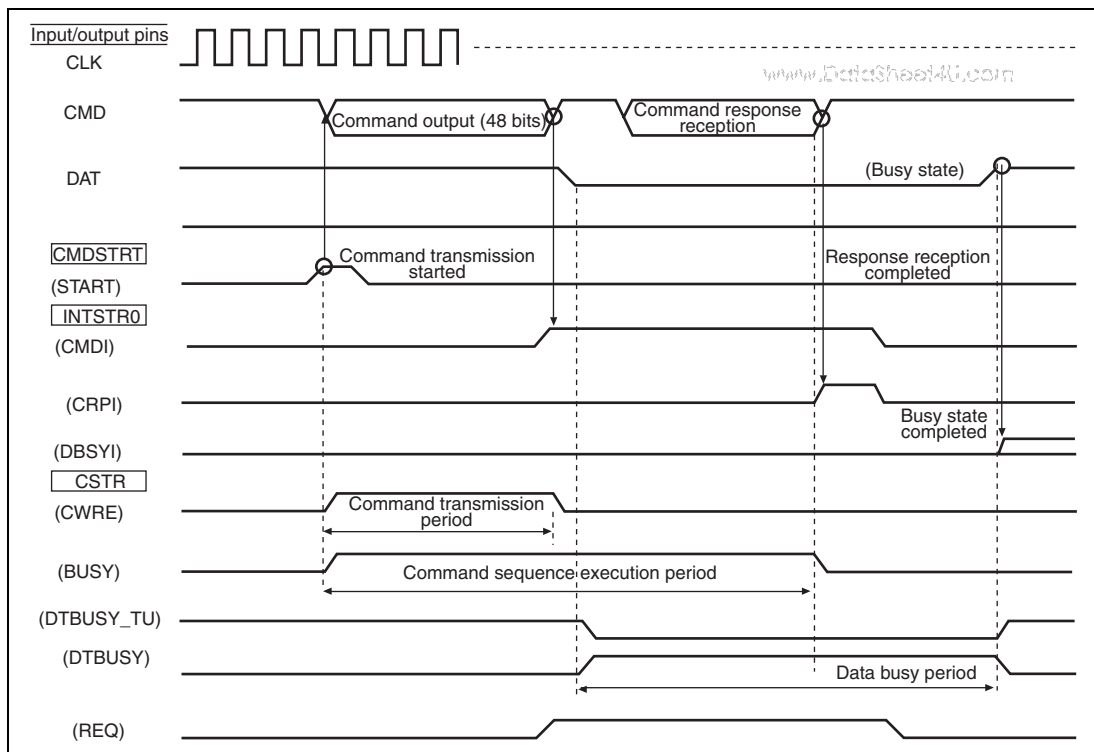 Input/output pins
CLK
www.DataSheet4U.com
CMD
Command output (48 bits)
Command response
reception
DAT
(Busy state)
CMDSTRT
(START)
Command transmission
started
Response reception
completed
INTSTR0
(CMDI)
(CRPI)
Busy state
completed
(DBSYI)
CSTR
(CWRE)
Command transmission
period
(BUSY)
Command sequence execution period
(DTBUSY_TU)
(DTBUSY)
Data busy period
(REQ)